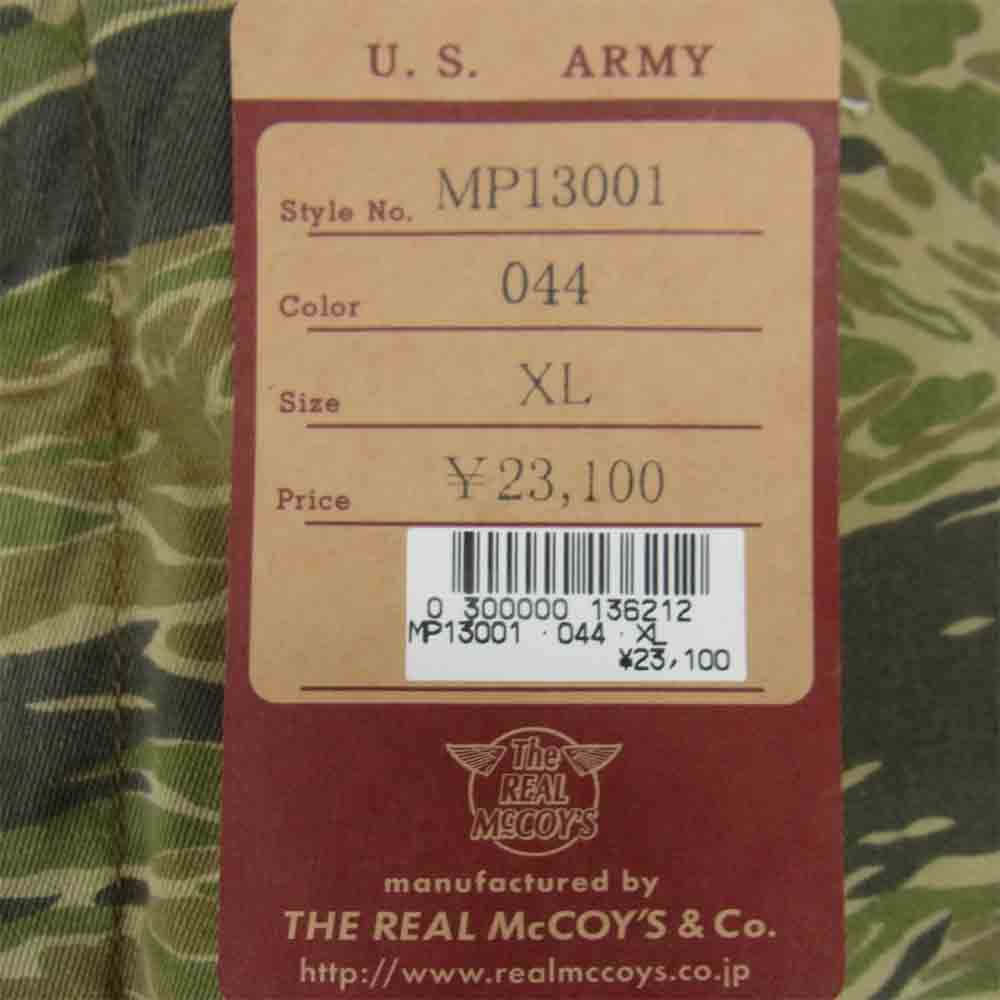 U. S. ARMY
Style No. MP13001
Color 044
Size XL
Price ¥23,100
0 300000 136212
MP13001 · 044 · XL
¥23,100
The
REAL
McCOY'S
manufactured by
THE REAL McCOY'S & Co.
http://www.realmccoys.co.jp